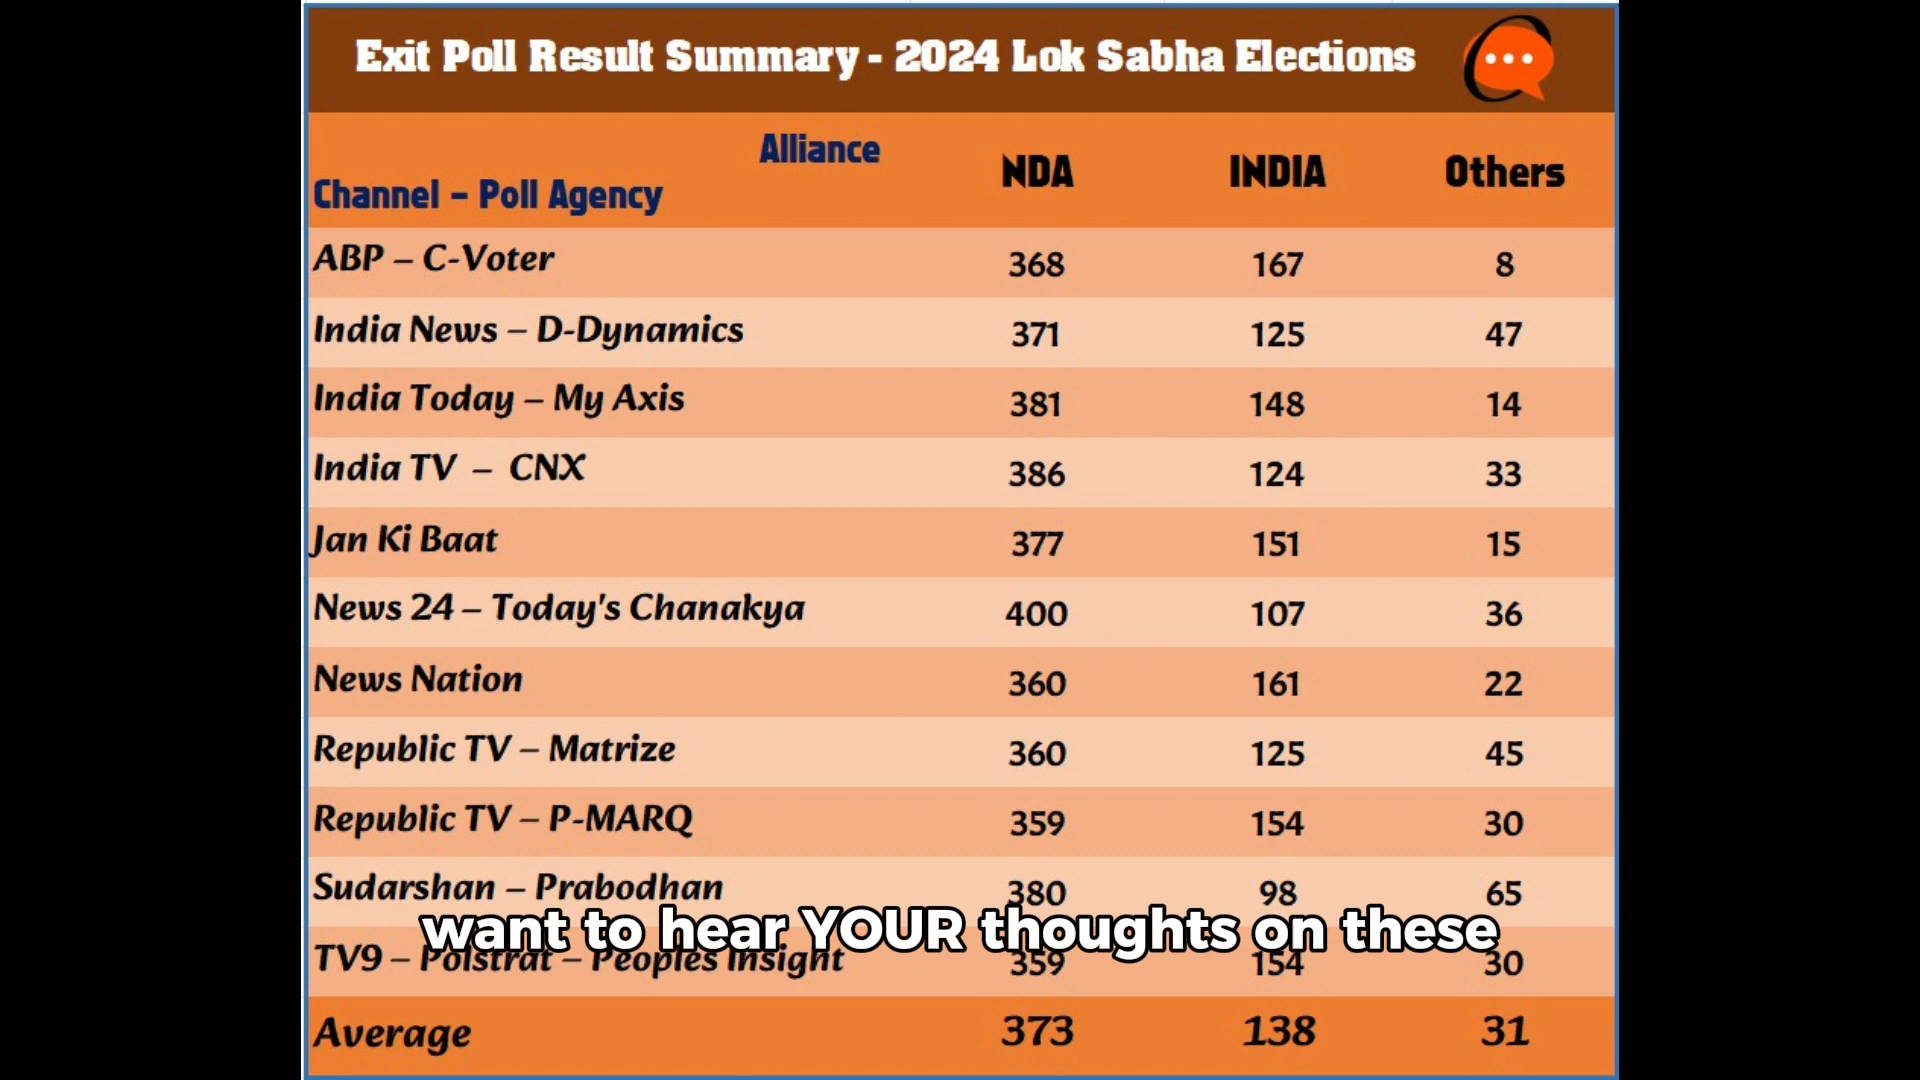 Exit Poll Result Summary - 2024 Lok Sabha Elections
Alliance
Channel – Poll Agency NDA INDIA Others
ABP – C-Voter 368 167 8
India News – D-Dynamics 371 125 47
India Today – My Axis 381 148 14
India TV – CNX 386 124 33
Jan Ki Baat 377 151 15
News 24 – Today's Chanakya 400 107 36
News Nation 360 161 22
Republic TV – Matrize 360 125 45
Republic TV – P-MARQ 359 154 30
Sudarshan – Prabodhan 380 98 65
want to hear YOUR thoughts on these
TV9 – Polstrat – Peoples Insight 359 154 30
Average 373 138 31